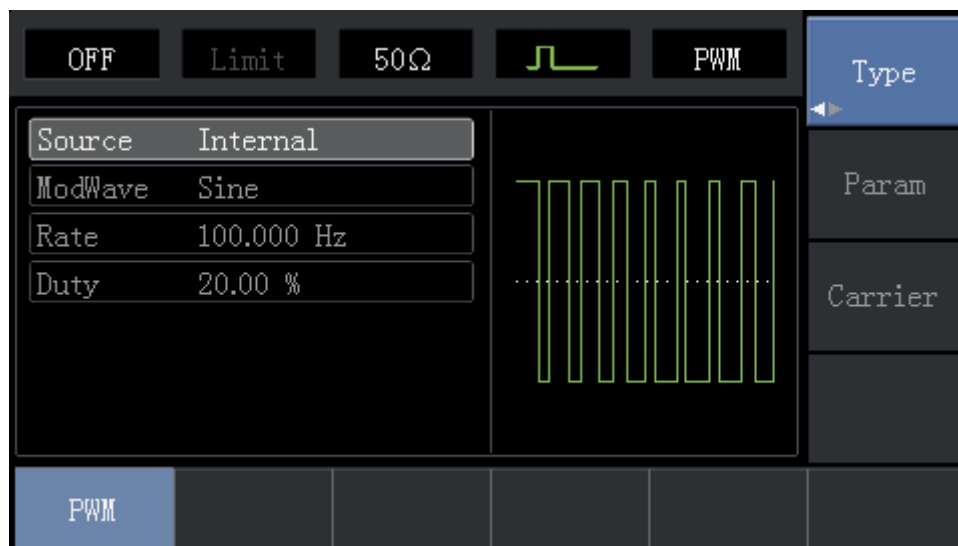 OFF Limit 50Ω PWM
Type
Source Internal
ModWave Sine
Rate 100.000 Hz
Duty 20.00 %
Param
Carrier
PWM